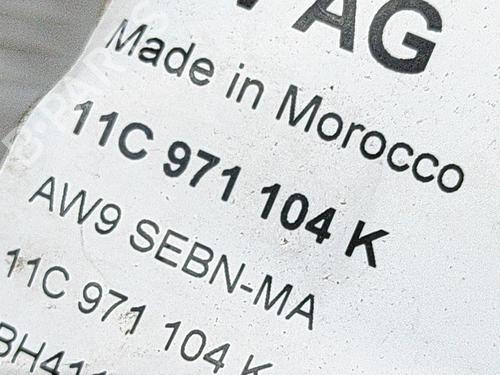 AG
Made in Morocco
11C 971 104 K
AW9 SEBN-MA
11C 971 104 K